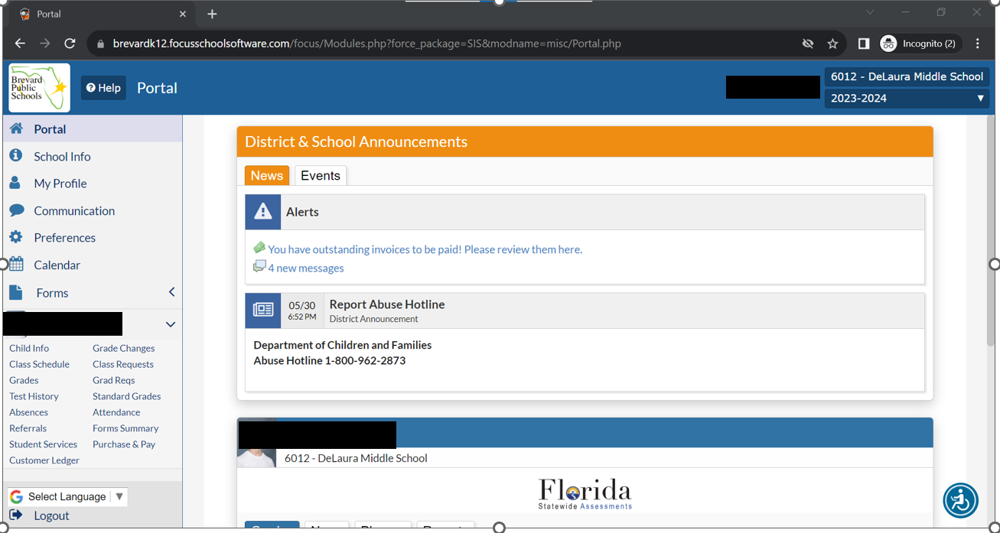 Portal
brevardk12.focusschoolsoftware.com/focus/Modules.php?force_package=SIS&modname=misc/Portal.php
Incognito (2)
Brevard
Public
Schools
Help
Portal
6012 - DeLaura Middle School
2023-2024
Portal
School Info
My Profile
Communication
Preferences
Calendar
Forms
Child Info
Grade Changes
Class Schedule
Class Requests
Grades
Grad Reqs
Test History
Standard Grades
Absences
Attendance
Referrals
Forms Summary
Student Services
Purchase & Pay
Customer Ledger
Select Language
Logout
District & School Announcements
News
Events
Alerts
You have outstanding invoices to be paid! Please review them here.
4 new messages
05/30
6:52 PM
Report Abuse Hotline
District Announcement
Department of Children and Families
Abuse Hotline 1-800-962-2873
6012 - DeLaura Middle School
Florida
Statewide Assessments